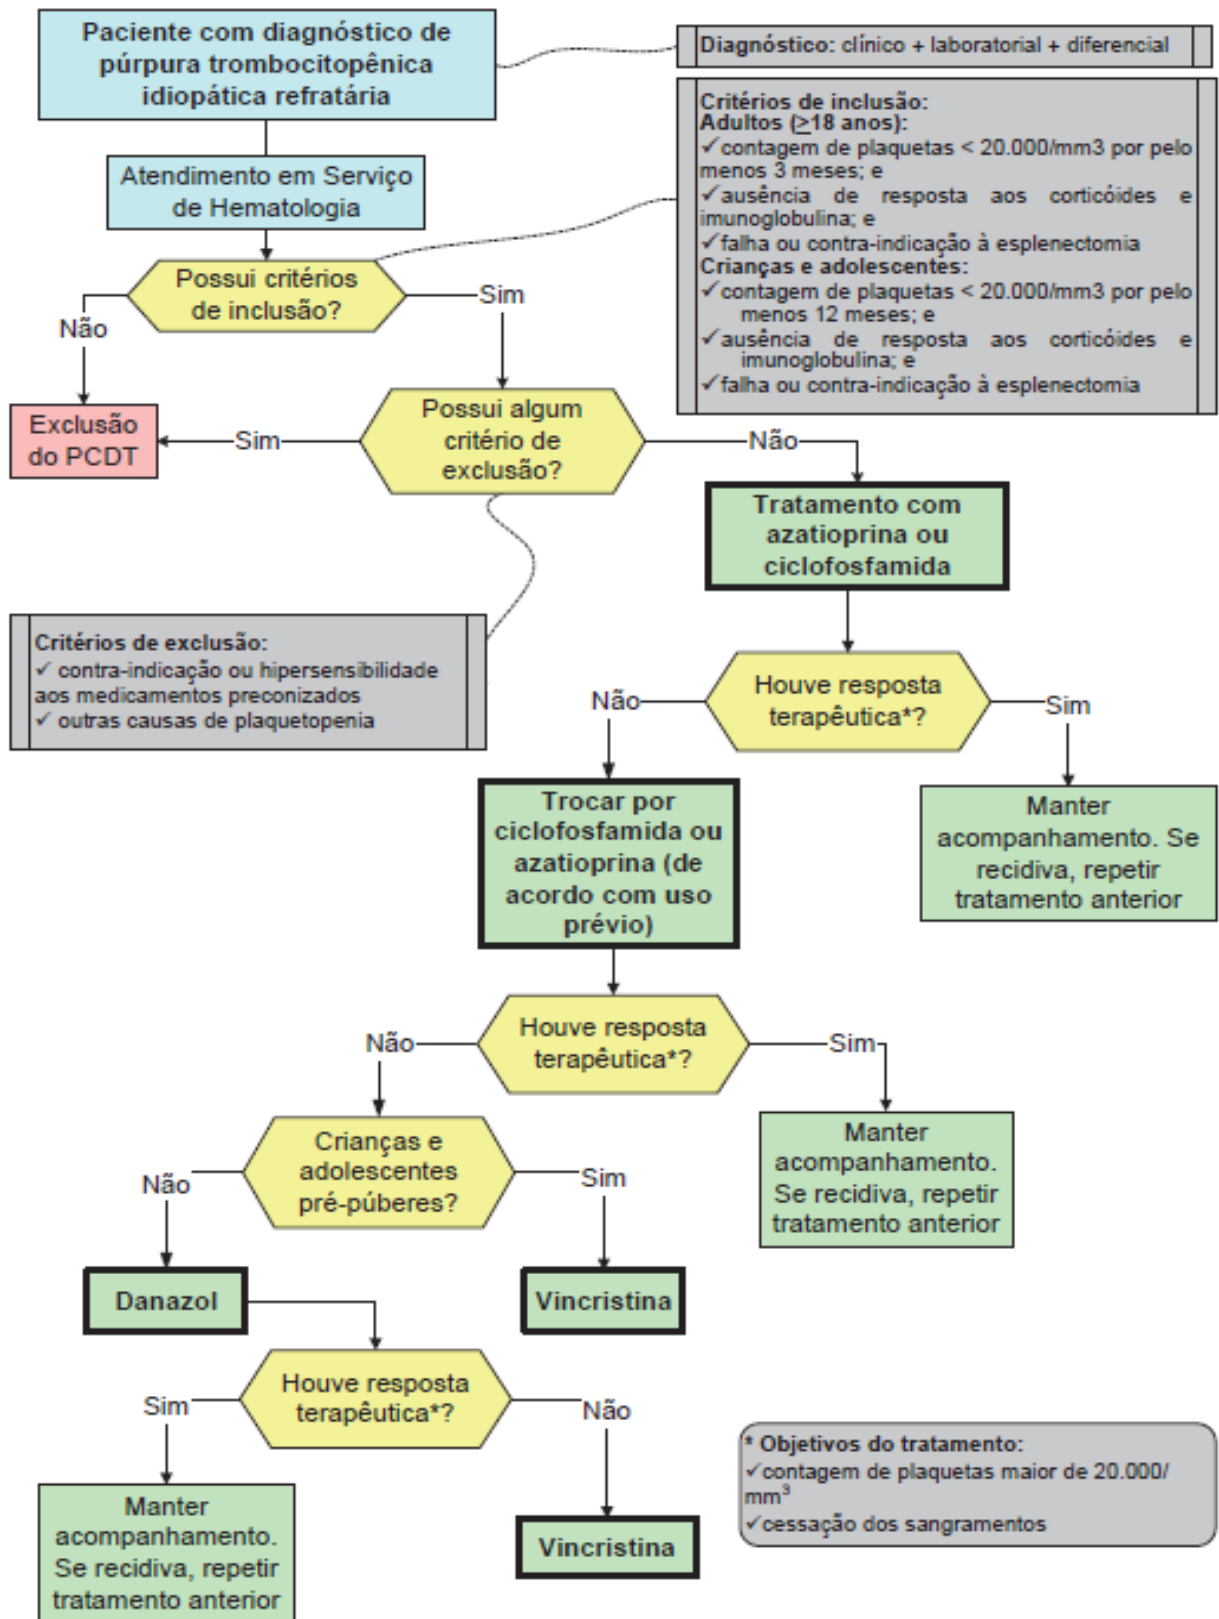 Paciente com diagnóstico de
púrpura trombocitopênica
idiopática refratária
Diagnóstico: clínico + laboratorial + diferencial
Critérios de inclusão:
Adultos (≥18 anos):
✓contagem de plaquetas < 20.000/mm3 por pelo
menos 3 meses; e
✓ausência de resposta aos corticóides e
imunoglobulina; e
✓falha ou contra-indicação à esplenectomia
Crianças e adolescentes:
✓contagem de plaquetas < 20.000/mm3 por pelo
menos 12 meses; e
✓ausência de resposta aos corticóides e
imunoglobulina; e
✓falha ou contra-indicação à esplenectomia
Atendimento em Serviço
de Hematologia
Possui critérios
de inclusão?
Não
Sim
Exclusão
do PCDT
Sim
Possui algum
critério de
exclusão?
Não
Tratamento com
azatioprina ou
ciclofosfamida
Critérios de exclusão:
✓ contra-indicação ou hipersensibilidade
aos medicamentos preconizados
✓ outras causas de plaquetopenia
Houve resposta
terapêutica*?
Não
Sim
Trocar por
ciclofosfamida ou
azatioprina (de
acordo com uso
prévio)
Manter
acompanhamento. Se
recidiva, repetir
tratamento anterior
Houve resposta
terapêutica*?
Não
Sim
Crianças e
adolescentes
pré-púberes?
Não
Sim
Manter
acompanhamento.
Se recidiva, repetir
tratamento anterior
Danazol
Vincristina
Houve resposta
terapêutica*?
Sim
Não
Manter
acompanhamento.
Se recidiva, repetir
tratamento anterior
Vincristina
* Objetivos do tratamento:
✓contagem de plaquetas maior de 20.000/
mm³
✓cessação dos sangramentos